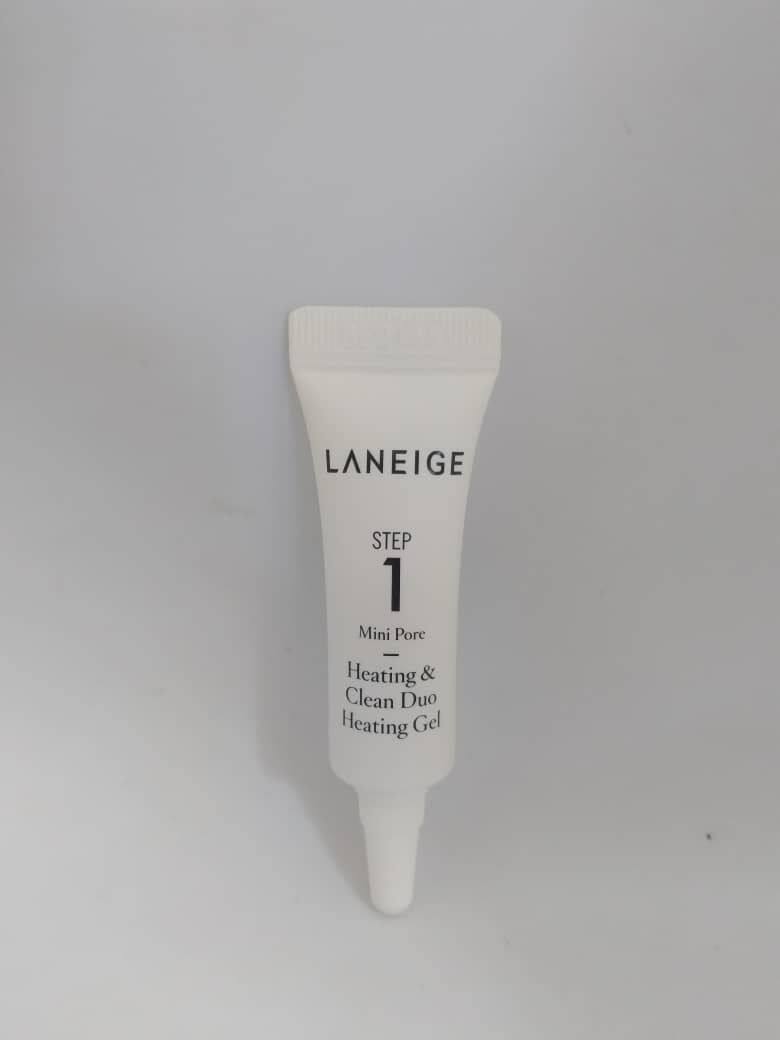 LANEIGE
STEP
1
Mini Pore
Heating &
Clean Duo
Heating Gel